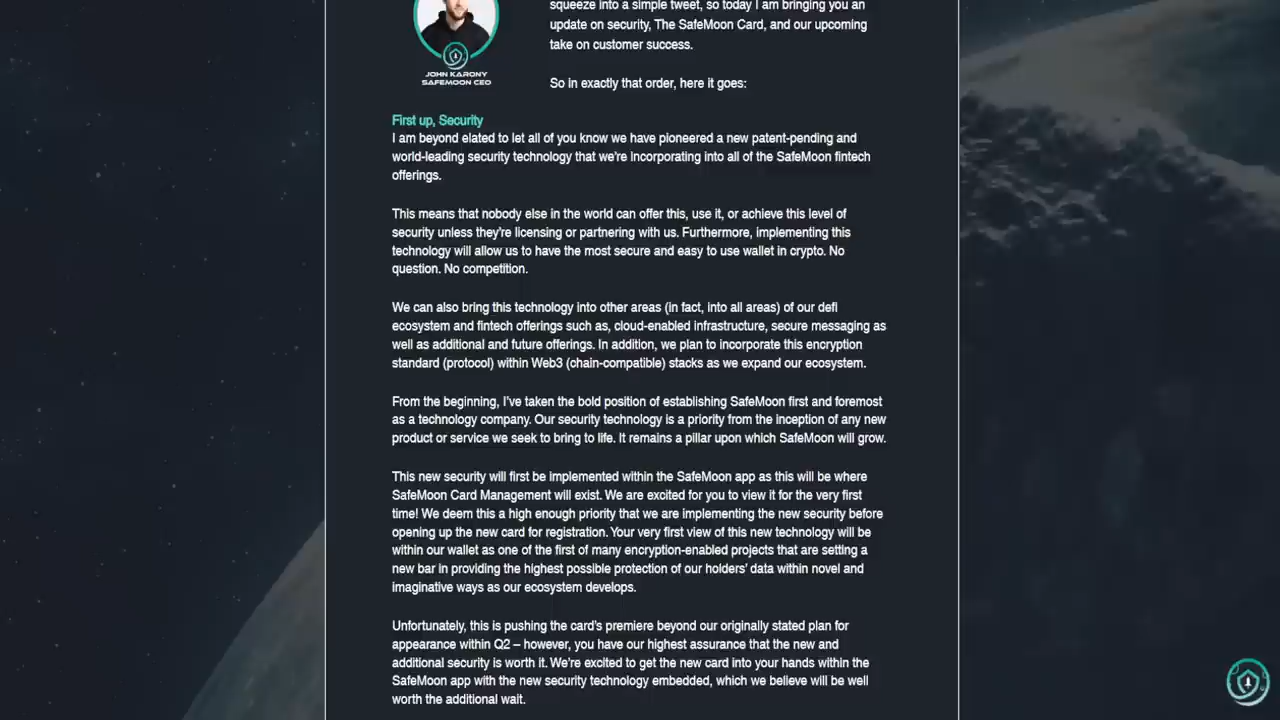 squeeze into a simple tweet, so today I am bringing you an
update on security, The SafeMoon Card, and our upcoming
take on customer success.
JOHN KARONY
SAFEMOON CEO
So in exactly that order, here it goes:
First up, Security
I am beyond elated to let all of you know we have pioneered a new patent-pending and
world-leading security technology that we're incorporating into all of the SafeMoon fintech
offerings.
This means that nobody else in the world can offer this, use it, or achieve this level of
security unless they're licensing or partnering with us. Furthermore, implementing this
technology will allow us to have the most secure and easy to use wallet in crypto. No
question. No competition.
We can also bring this technology into other areas (in fact, into all areas) of our defi
ecosystem and fintech offerings such as, cloud-enabled infrastructure, secure messaging as
well as additional and future offerings. In addition, we plan to incorporate this encryption
standard (protocol) within Web3 (chain-compatible) stacks as we expand our ecosystem.
From the beginning, I've taken the bold position of establishing SafeMoon first and foremost
as a technology company. Our security technology is a priority from the inception of any new
product or service we seek to bring to life. It remains a pillar upon which SafeMoon will grow.
This new security will first be implemented within the SafeMoon app as this will be where
SafeMoon Card Management will exist. We are excited for you to view it for the very first
time! We deem this a high enough priority that we are implementing the new security before
opening up the new card for registration. Your very first view of this new technology will be
within our wallet as one of the first of many encryption-enabled projects that are setting a
new bar in providing the highest possible protection of our holders' data within novel and
imaginative ways as our ecosystem develops.
Unfortunately, this is pushing the card's premiere beyond our originally stated plan for
appearance within Q2 – however, you have our highest assurance that the new and
additional security is worth it. We're excited to get the new card into your hands within the
SafeMoon app with the new security technology embedded, which we believe will be well
worth the additional wait.